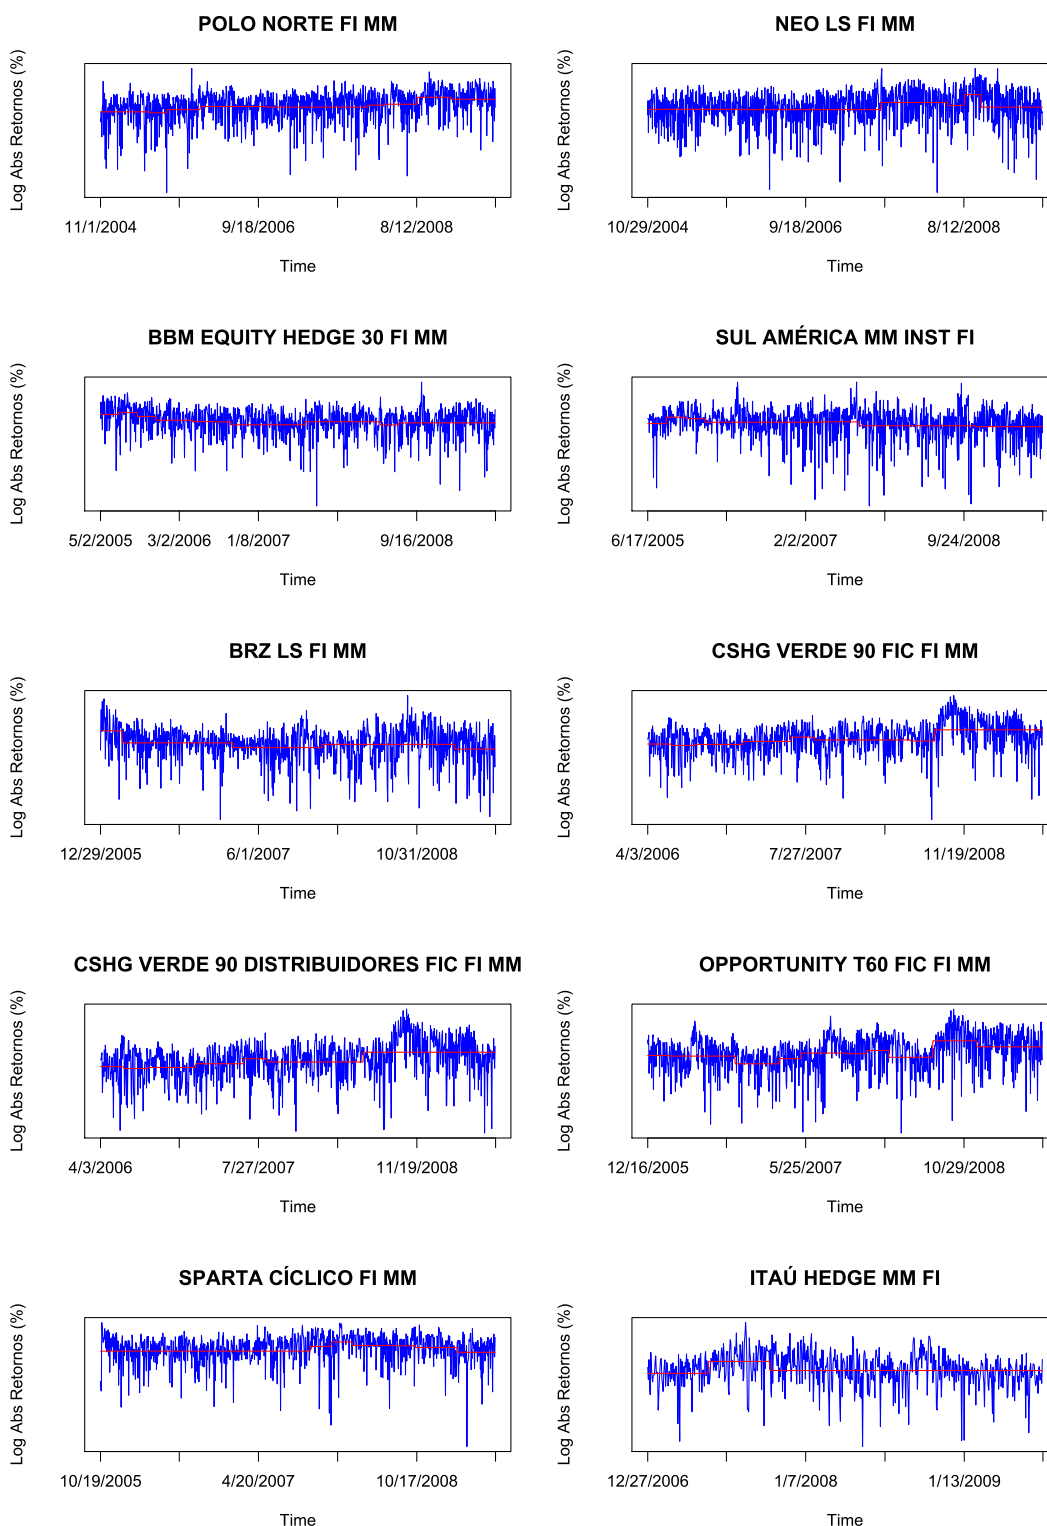 POLO NORTE FI MM
Log Abs Retornos (%)
11/1/2004 9/18/2006 8/12/2008
Time
NEO LS FI MM
Log Abs Retornos (%)
10/29/2004 9/18/2006 8/12/2008
Time
BBM EQUITY HEDGE 30 FI MM
Log Abs Retornos (%)
5/2/2005 3/2/2006 1/8/2007 9/16/2008
Time
SUL AMÉRICA MM INST FI
Log Abs Retornos (%)
6/17/2005 2/2/2007 9/24/2008
Time
BRZ LS FI MM
Log Abs Retornos (%)
12/29/2005 6/1/2007 10/31/2008
Time
CSHG VERDE 90 FIC FI MM
Log Abs Retornos (%)
4/3/2006 7/27/2007 11/19/2008
Time
CSHG VERDE 90 DISTRIBUIDORES FIC FI MM
Log Abs Retornos (%)
4/3/2006 7/27/2007 11/19/2008
Time
OPPORTUNITY T60 FIC FI MM
Log Abs Retornos (%)
12/16/2005 5/25/2007 10/29/2008
Time
SPARTA CÍCLICO FI MM
Log Abs Retornos (%)
10/19/2005 4/20/2007 10/17/2008
Time
ITAÚ HEDGE MM FI
Log Abs Retornos (%)
12/27/2006 1/7/2008 1/13/2009
Time